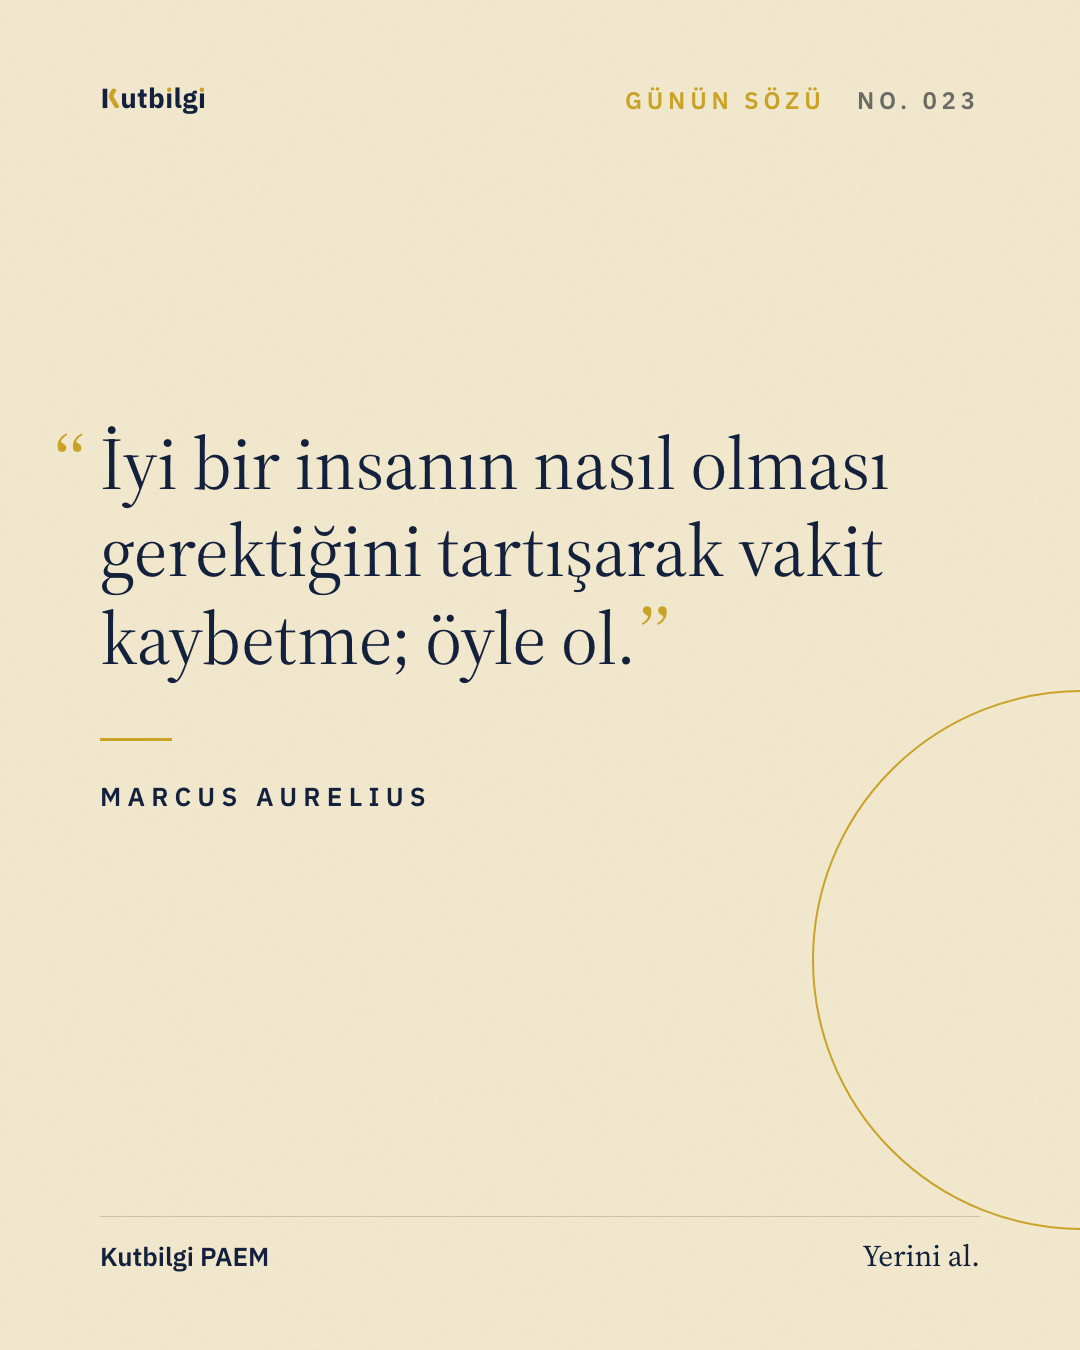 Kutbilgi
GÜNÜN SÖZÜ NO. 023
“İyi bir insanın nasıl olması
gerektiğini tartışarak vakit
kaybetme; öyle ol.”
MARCUS AURELIUS
Kutbilgi PAEM
Yerini al.